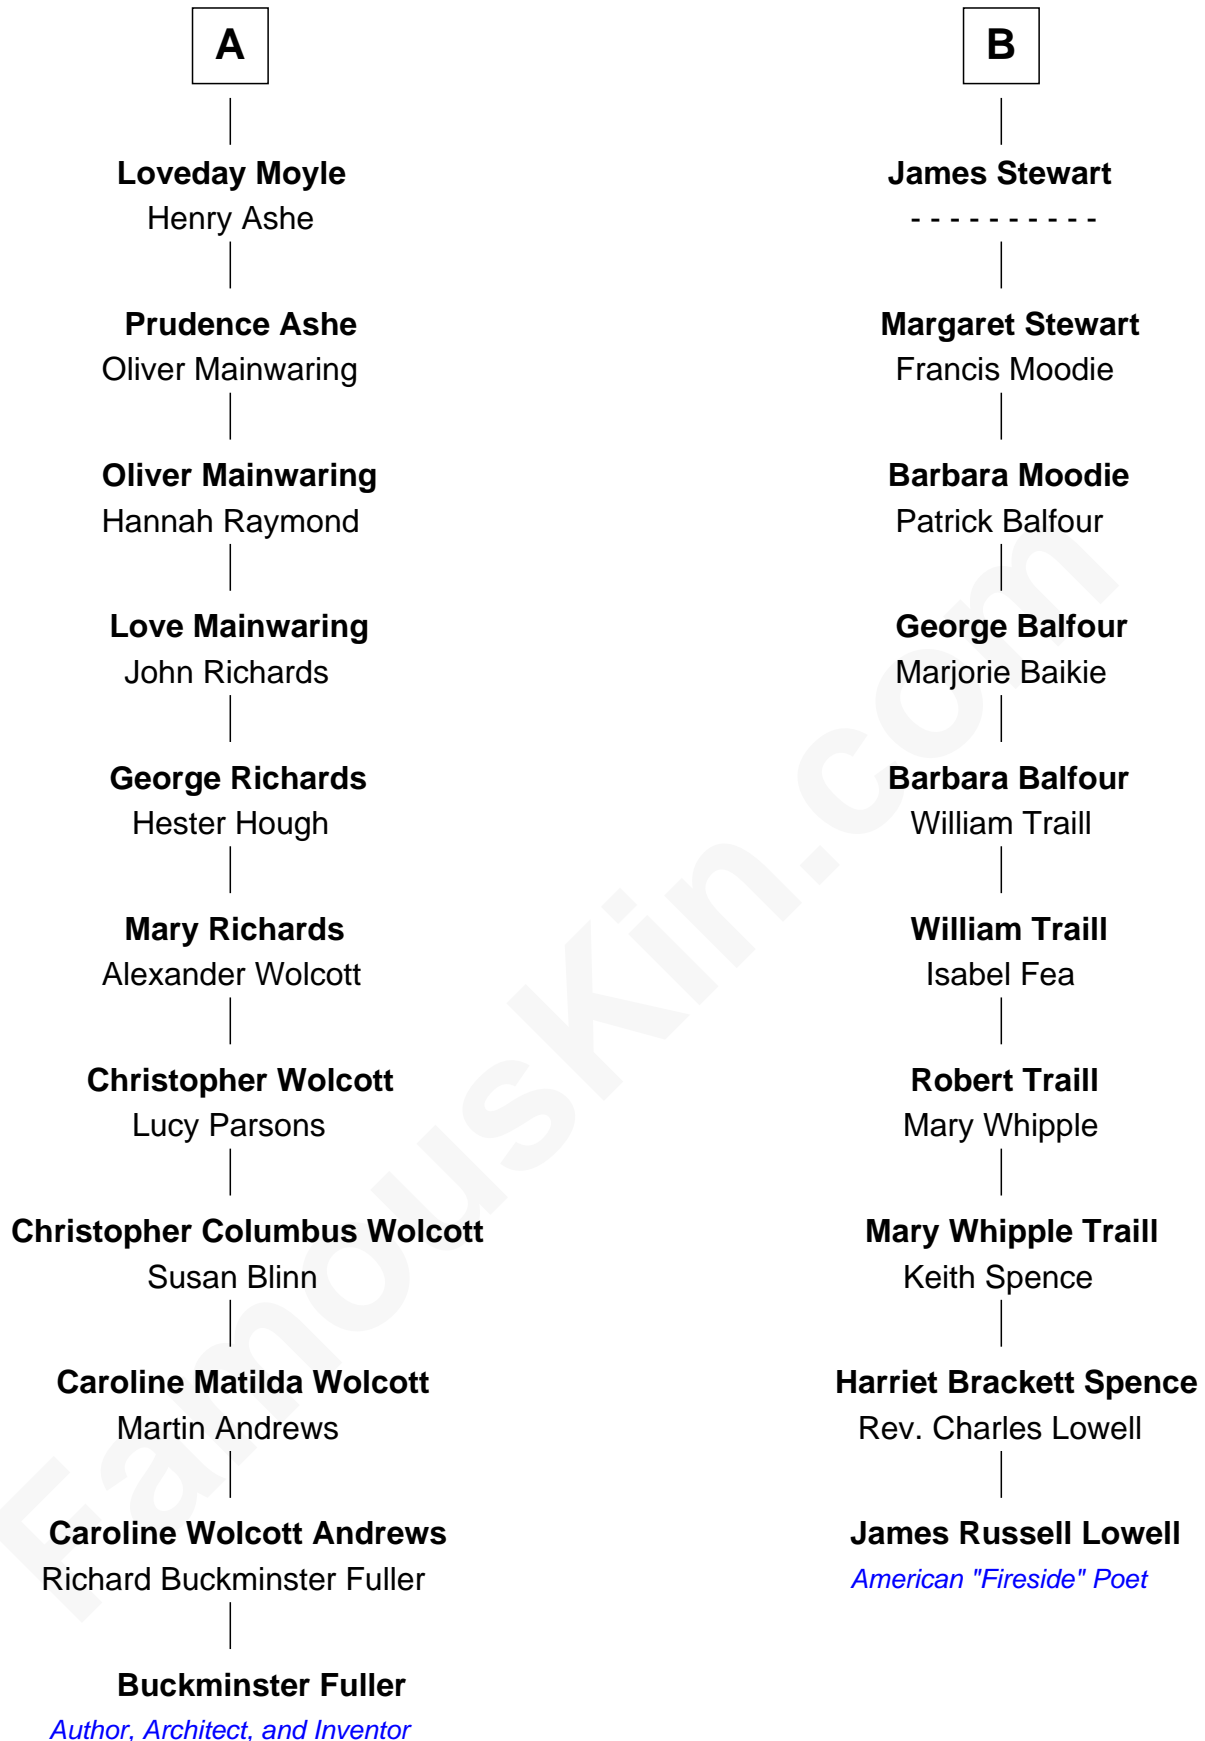 A
Loveday Moyle
Henry Ashe
Prudence Ashe
Oliver Mainwaring
Oliver Mainwaring
Hannah Raymond
Love Mainwaring
John Richards
George Richards
Hester Hough
Mary Richards
Alexander Wolcott
Christopher Wolcott
Lucy Parsons
Christopher Columbus Wolcott
Susan Blinn
Caroline Matilda Wolcott
Martin Andrews
Caroline Wolcott Andrews
Richard Buckminster Fuller
Buckminster Fuller
Author, Architect, and Inventor
B
James Stewart
- - - - - - - - - -
Margaret Stewart
Francis Moodie
Barbara Moodie
Patrick Balfour
George Balfour
Marjorie Baikie
Barbara Balfour
William Traill
William Traill
Isabel Fea
Robert Traill
Mary Whipple
Mary Whipple Traill
Keith Spence
Harriet Brackett Spence
Rev. Charles Lowell
James Russell Lowell
American "Fireside" Poet
FamousKin.com